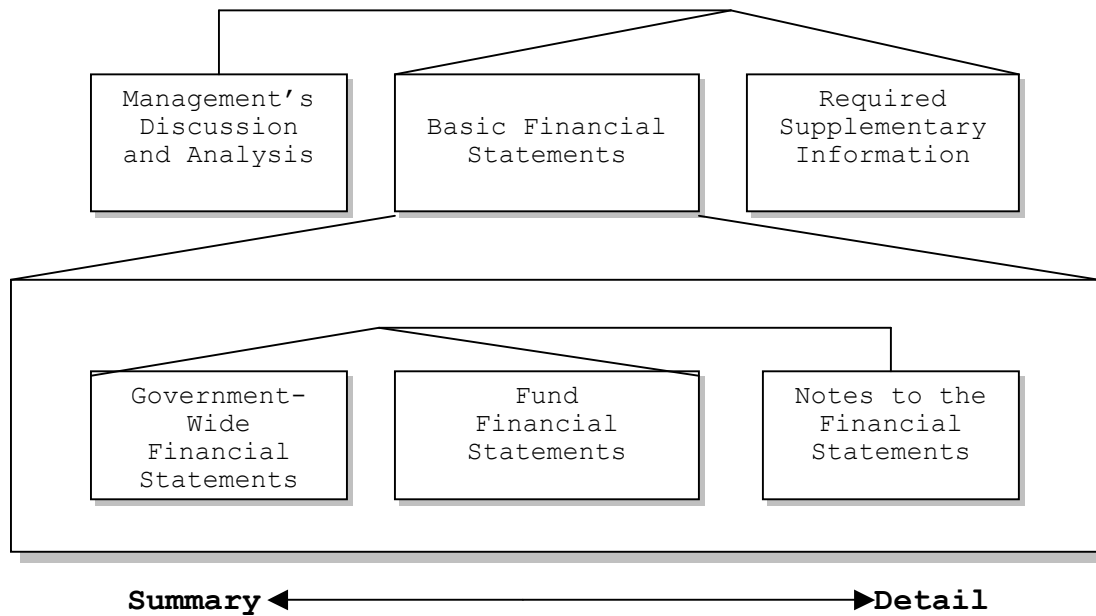 Management’s
Discussion
and Analysis
Basic Financial
Statements
Required
Supplementary
Information
Government-
Wide
Financial
Statements
Fund
Financial
Statements
Notes to the
Financial
Statements
Summary
Detail